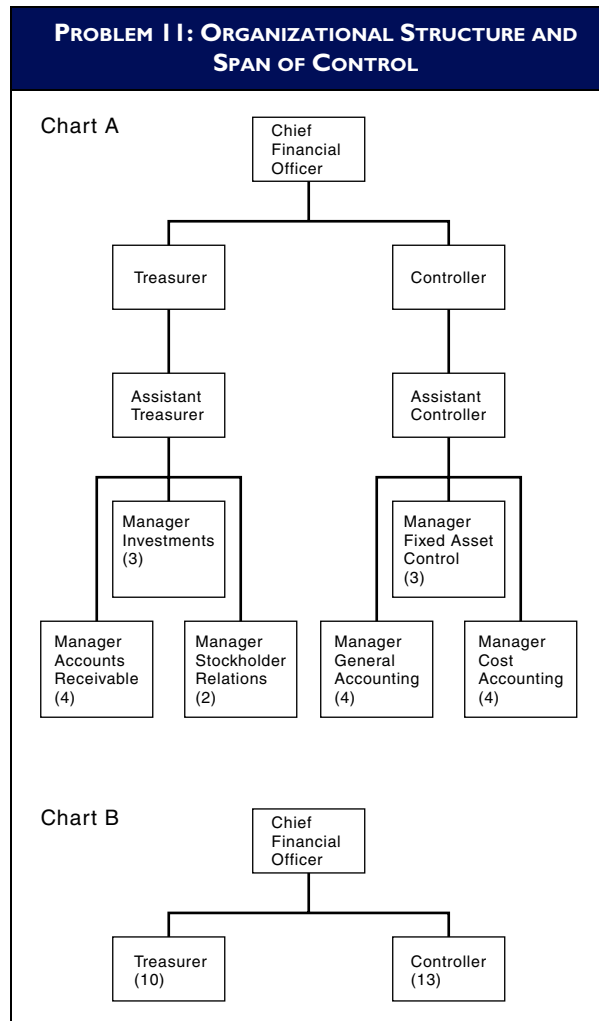 PROBLEM 11: ORGANIZATIONAL STRUCTURE AND
SPAN OF CONTROL
Chart A
Chief
Financial
Officer
Treasurer
Controller
Assistant
Treasurer
Assistant
Controller
Manager
Investments
(3)
Manager
Fixed Asset
Control
(3)
Manager
Accounts
Receivable
(4)
Manager
Stockholder
Relations
(2)
Manager
General
Accounting
(4)
Manager
Cost
Accounting
(4)
Chart B
Chief
Financial
Officer
Treasurer
(10)
Controller
(13)